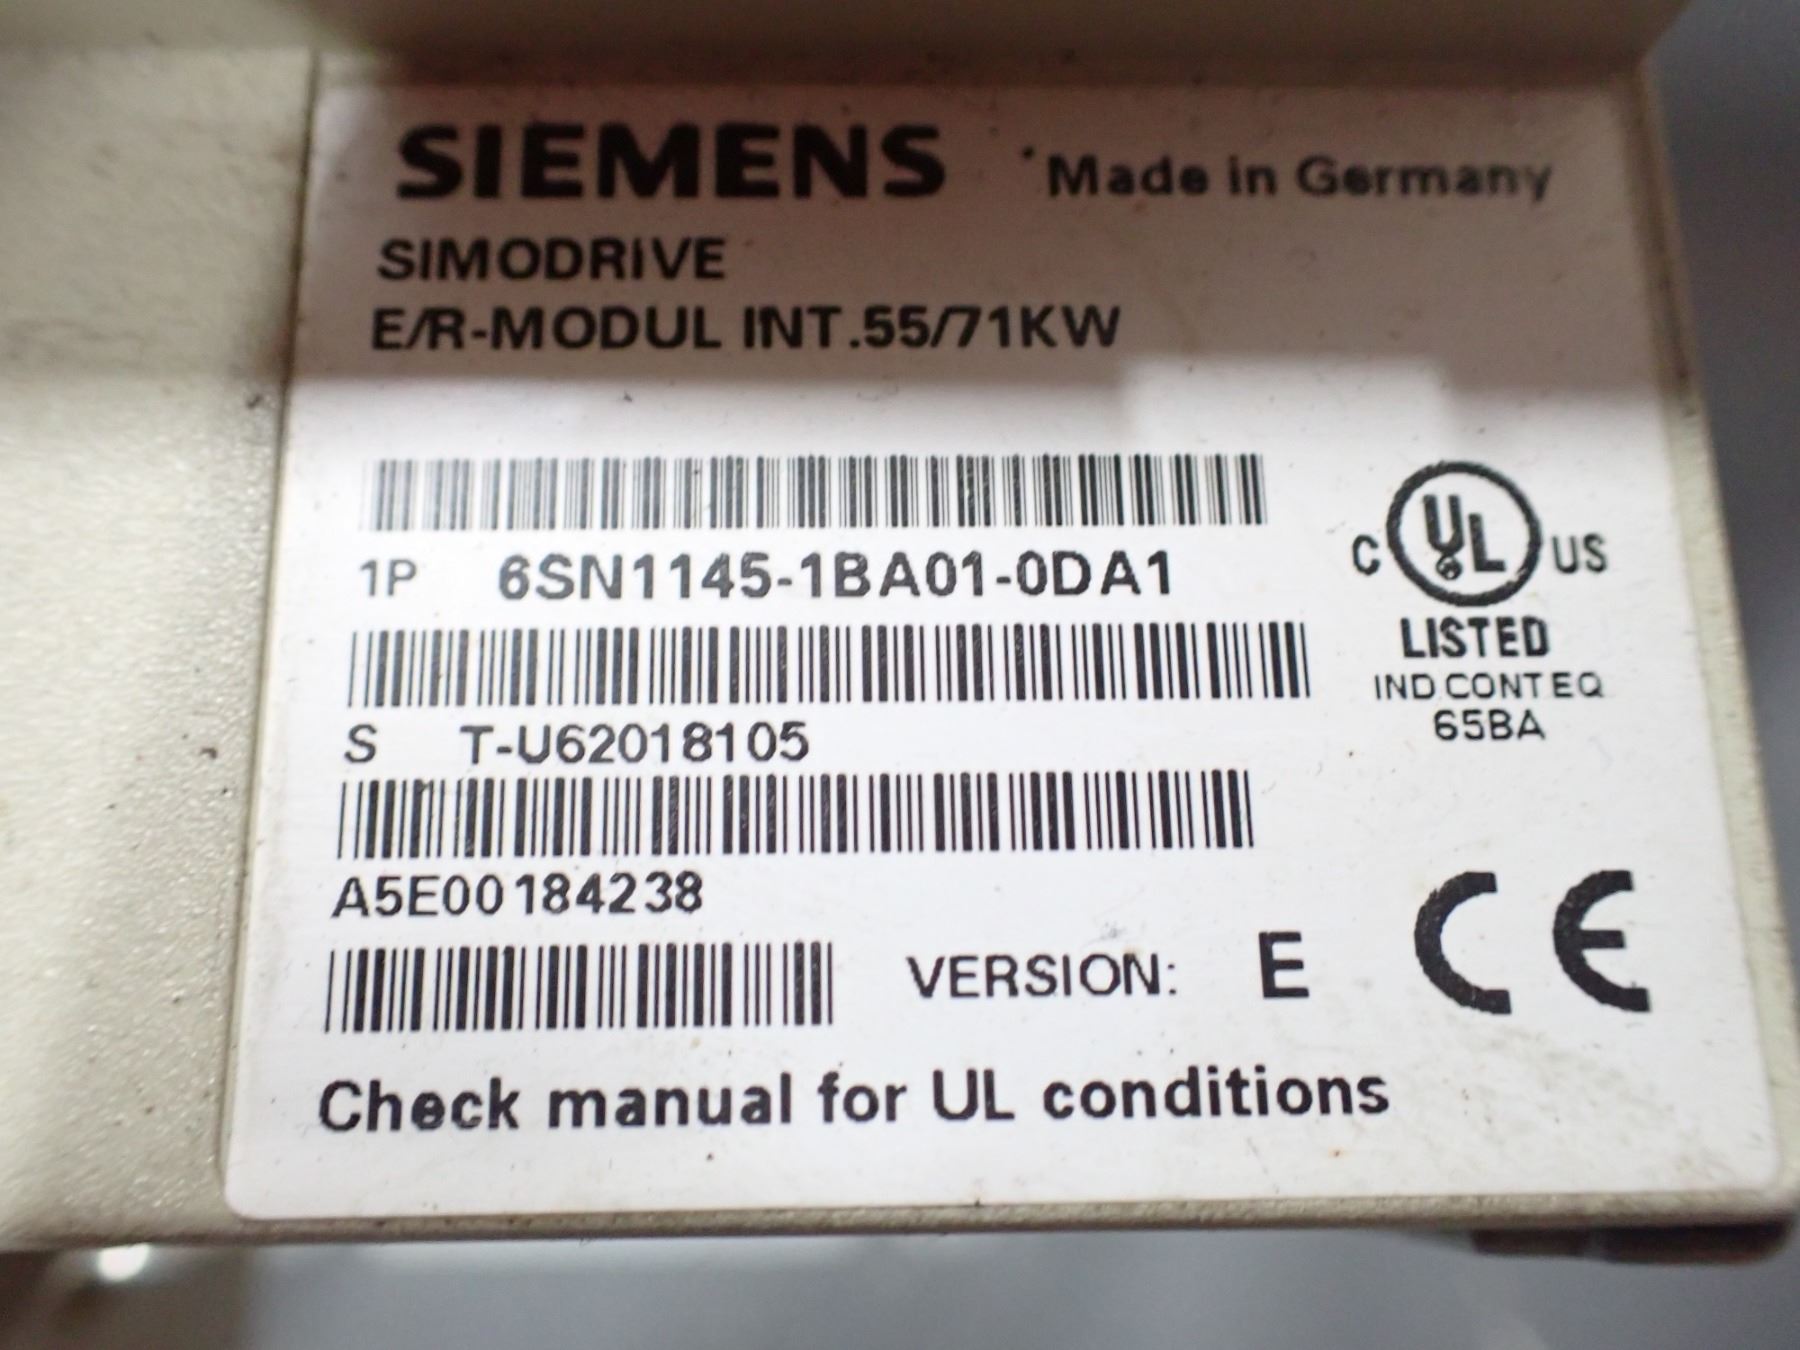 SIEMENS Made in Germany
SIMODRIVE
E/R-MODUL INT.55/71KW
1P 6SN1145-1BA01-0DA1
C UL US
LISTED
IND CONT EQ
65BA
S T-U62018105
A5E00184238
VERSION: E CE
Check manual for UL conditions